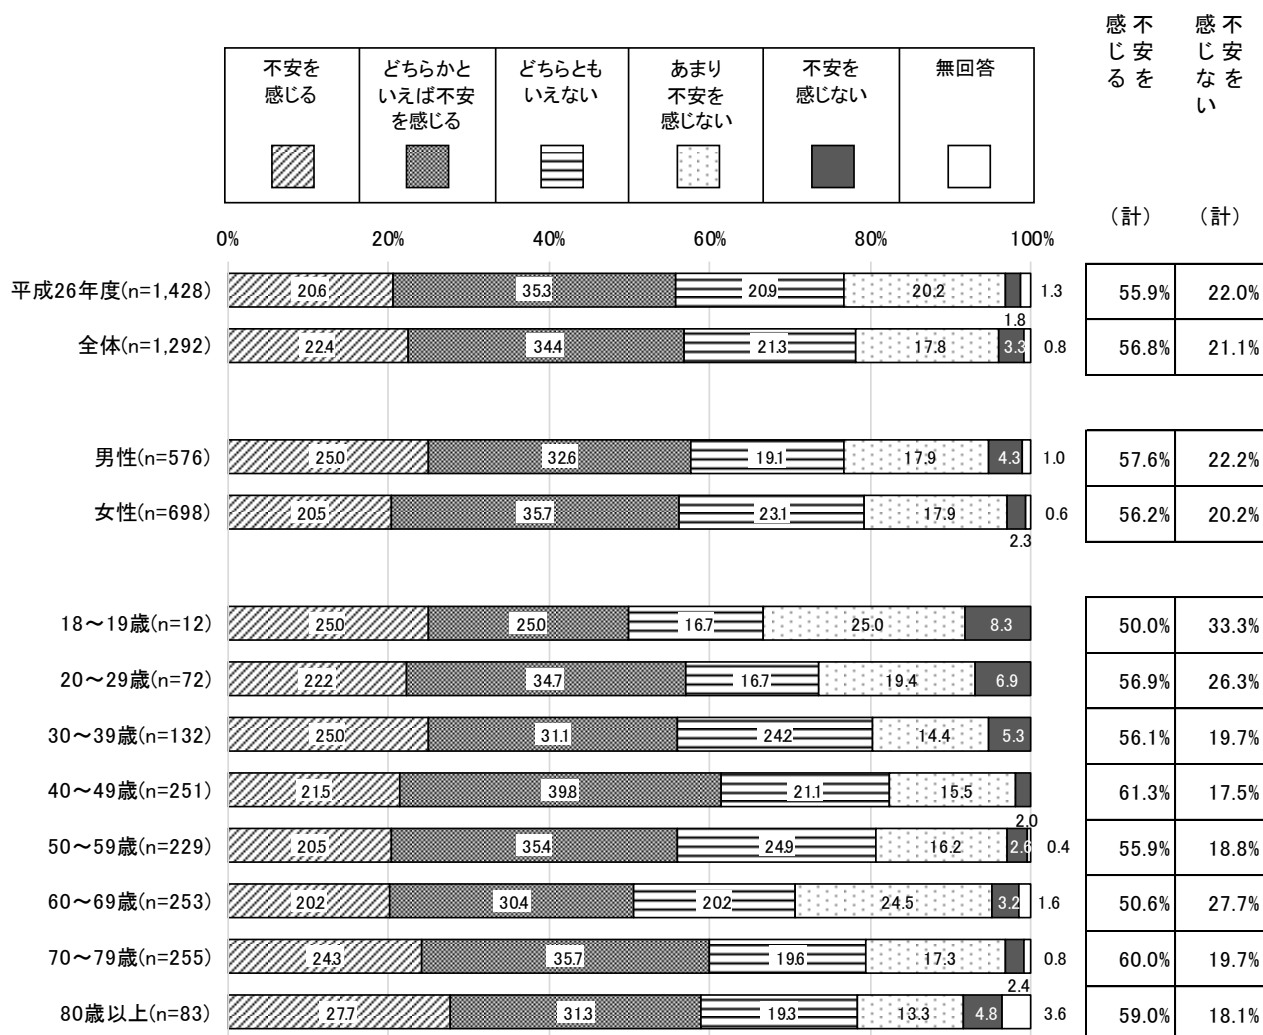 不安を感じる
不安を感じない
不安を
感じる
どちらかと
いえば不安
を感じる
どちらとも
いえない
あまり
不安を
感じない
不安を
感じない
無回答
(計) (計)
0% 20% 40% 60% 80% 100%
平成26年度(n=1,428) 20.6 35.3 20.9 20.2 1.8 1.3 55.9% 22.0%
全体(n=1,292) 22.4 34.4 21.3 17.8 3.3 0.8 56.8% 21.1%
男性(n=576) 25.0 32.6 19.1 17.9 4.3 1.0 57.6% 22.2%
女性(n=698) 20.5 35.7 23.1 17.9 2.3 0.6 56.2% 20.2%
18～19歳(n=12) 25.0 25.0 16.7 25.0 8.3 50.0% 33.3%
20～29歳(n=72) 22.2 34.7 16.7 19.4 6.9 56.9% 26.3%
30～39歳(n=132) 25.0 31.1 24.2 14.4 5.3 56.1% 19.7%
40～49歳(n=251) 21.5 39.8 21.1 15.5 2.0 61.3% 17.5%
50～59歳(n=229) 20.5 35.4 24.9 16.2 2.6 0.4 55.9% 18.8%
60～69歳(n=253) 20.2 30.4 20.2 24.5 3.2 1.6 50.6% 27.7%
70～79歳(n=255) 24.3 35.7 19.6 17.3 2.4 0.8 60.0% 19.7%
80歳以上(n=83) 27.7 31.3 19.3 13.3 4.8 3.6 59.0% 18.1%